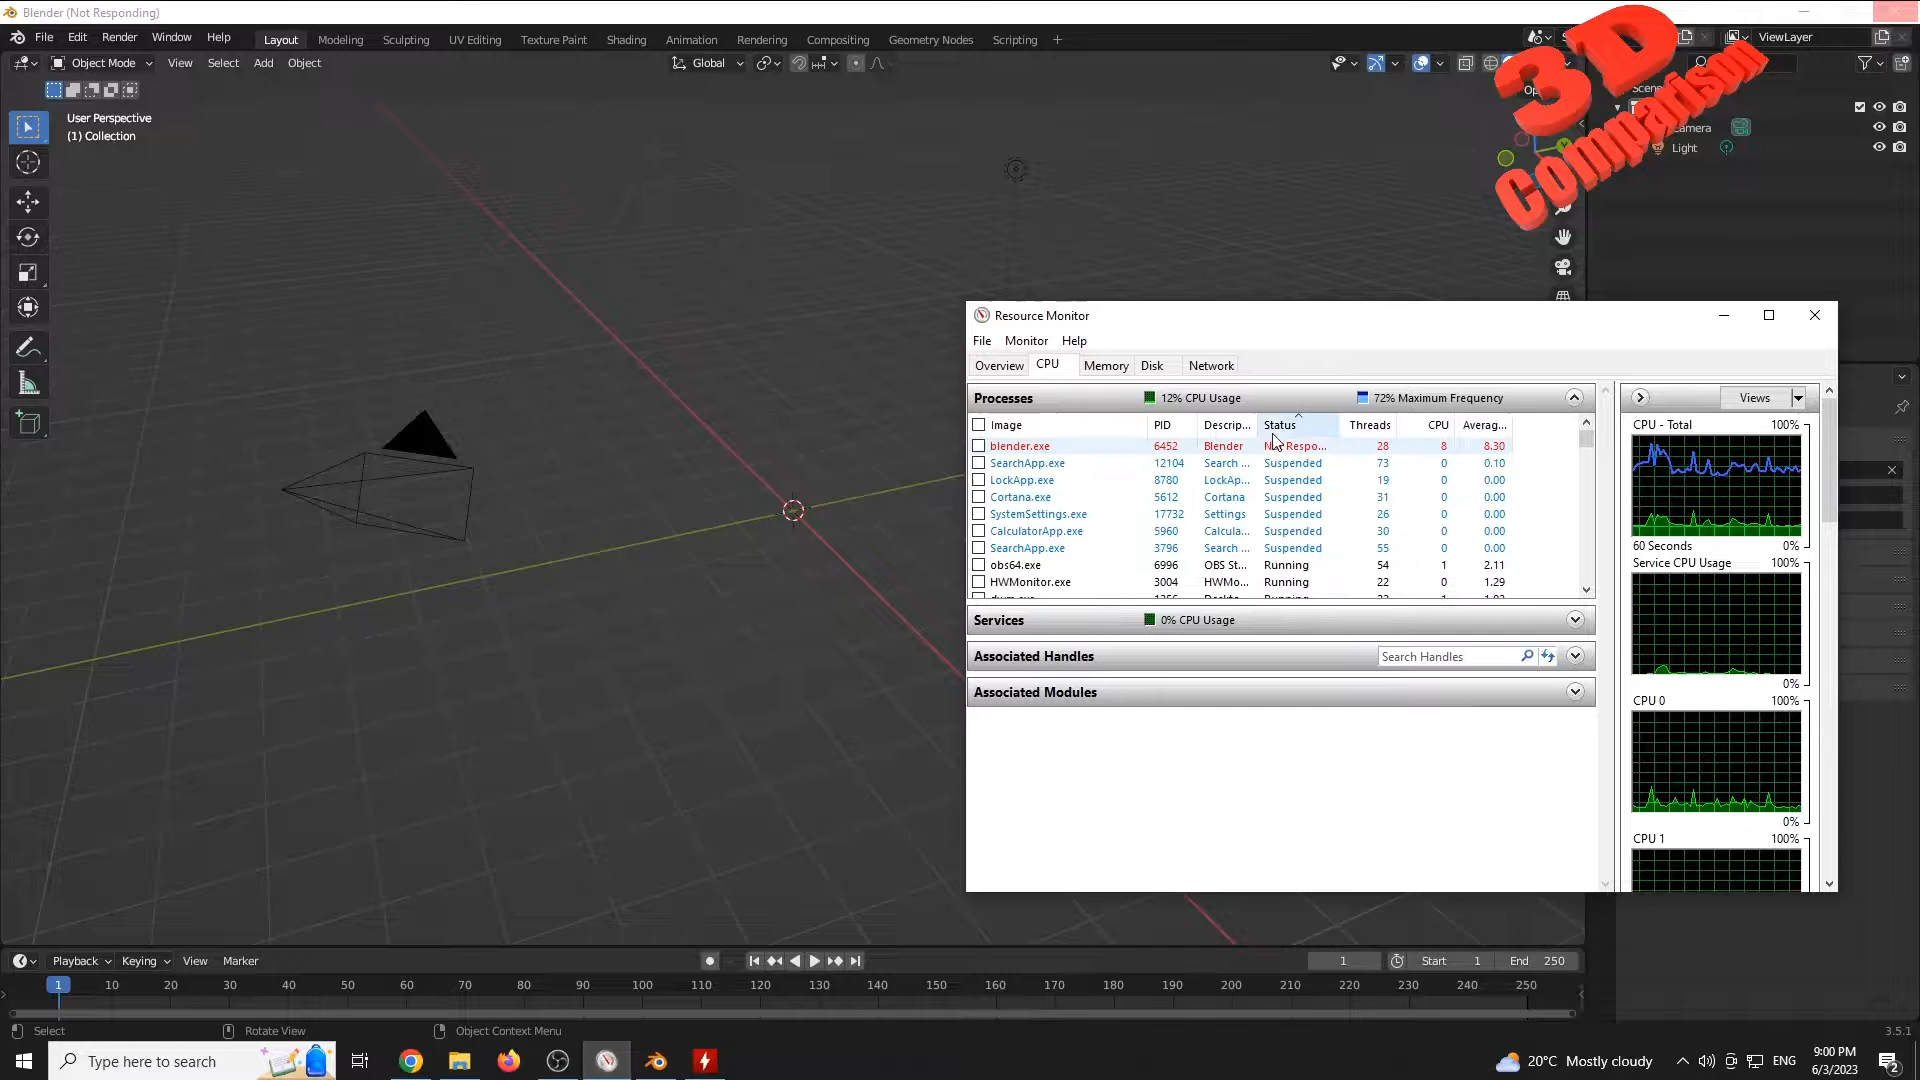 Blender (Not Responding)
File Edit Render Window Help
Layout Modeling Sculpting UV Editing Texture Paint Shading Animation Rendering Compositing Geometry Nodes Scripting +
ViewLayer
Object Mode View Select Add Object
Global
User Perspective
(1) Collection
3D
Comparison
Light
Resource Monitor
File Monitor Help
Overview CPU Memory Disk Network
Processes 12% CPU Usage 72% Maximum Frequency
Image PID Descrip... Status Threads CPU Averag...
blender.exe 6452 Blender Respo... 28 8 8.30
SearchApp.exe 12104 Search ... Suspended 73 0 0.10
LockApp.exe 8780 LockAp... Suspended 19 0 0.00
Cortana.exe 5612 Cortana Suspended 31 0 0.00
SystemSettings.exe 17732 Settings Suspended 26 0 0.00
CalculatorApp.exe 5960 Calcula... Suspended 30 0 0.00
SearchApp.exe 3796 Search ... Suspended 55 0 0.00
obs64.exe 6996 OBS St... Running 54 1 2.11
HWMonitor.exe 3004 HWMo... Running 22 0 1.29
Services 0% CPU Usage
Associated Handles Search Handles
Associated Modules
Views
CPU - Total 100%
60 Seconds 0%
Service CPU Usage 100%
0%
CPU 0 100%
0%
CPU 1 100%
Playback Keying View Marker
1 Start 1 End 250
1 10 20 30 40 50 60 70 80 90 100 110 120 130 140 150 160 170 180 190 200 210 220 230 240 250
Select Rotate View Object Context Menu 3.5.1
Type here to search
20°C Mostly cloudy
ENG
9:00 PM
6/3/2023
2